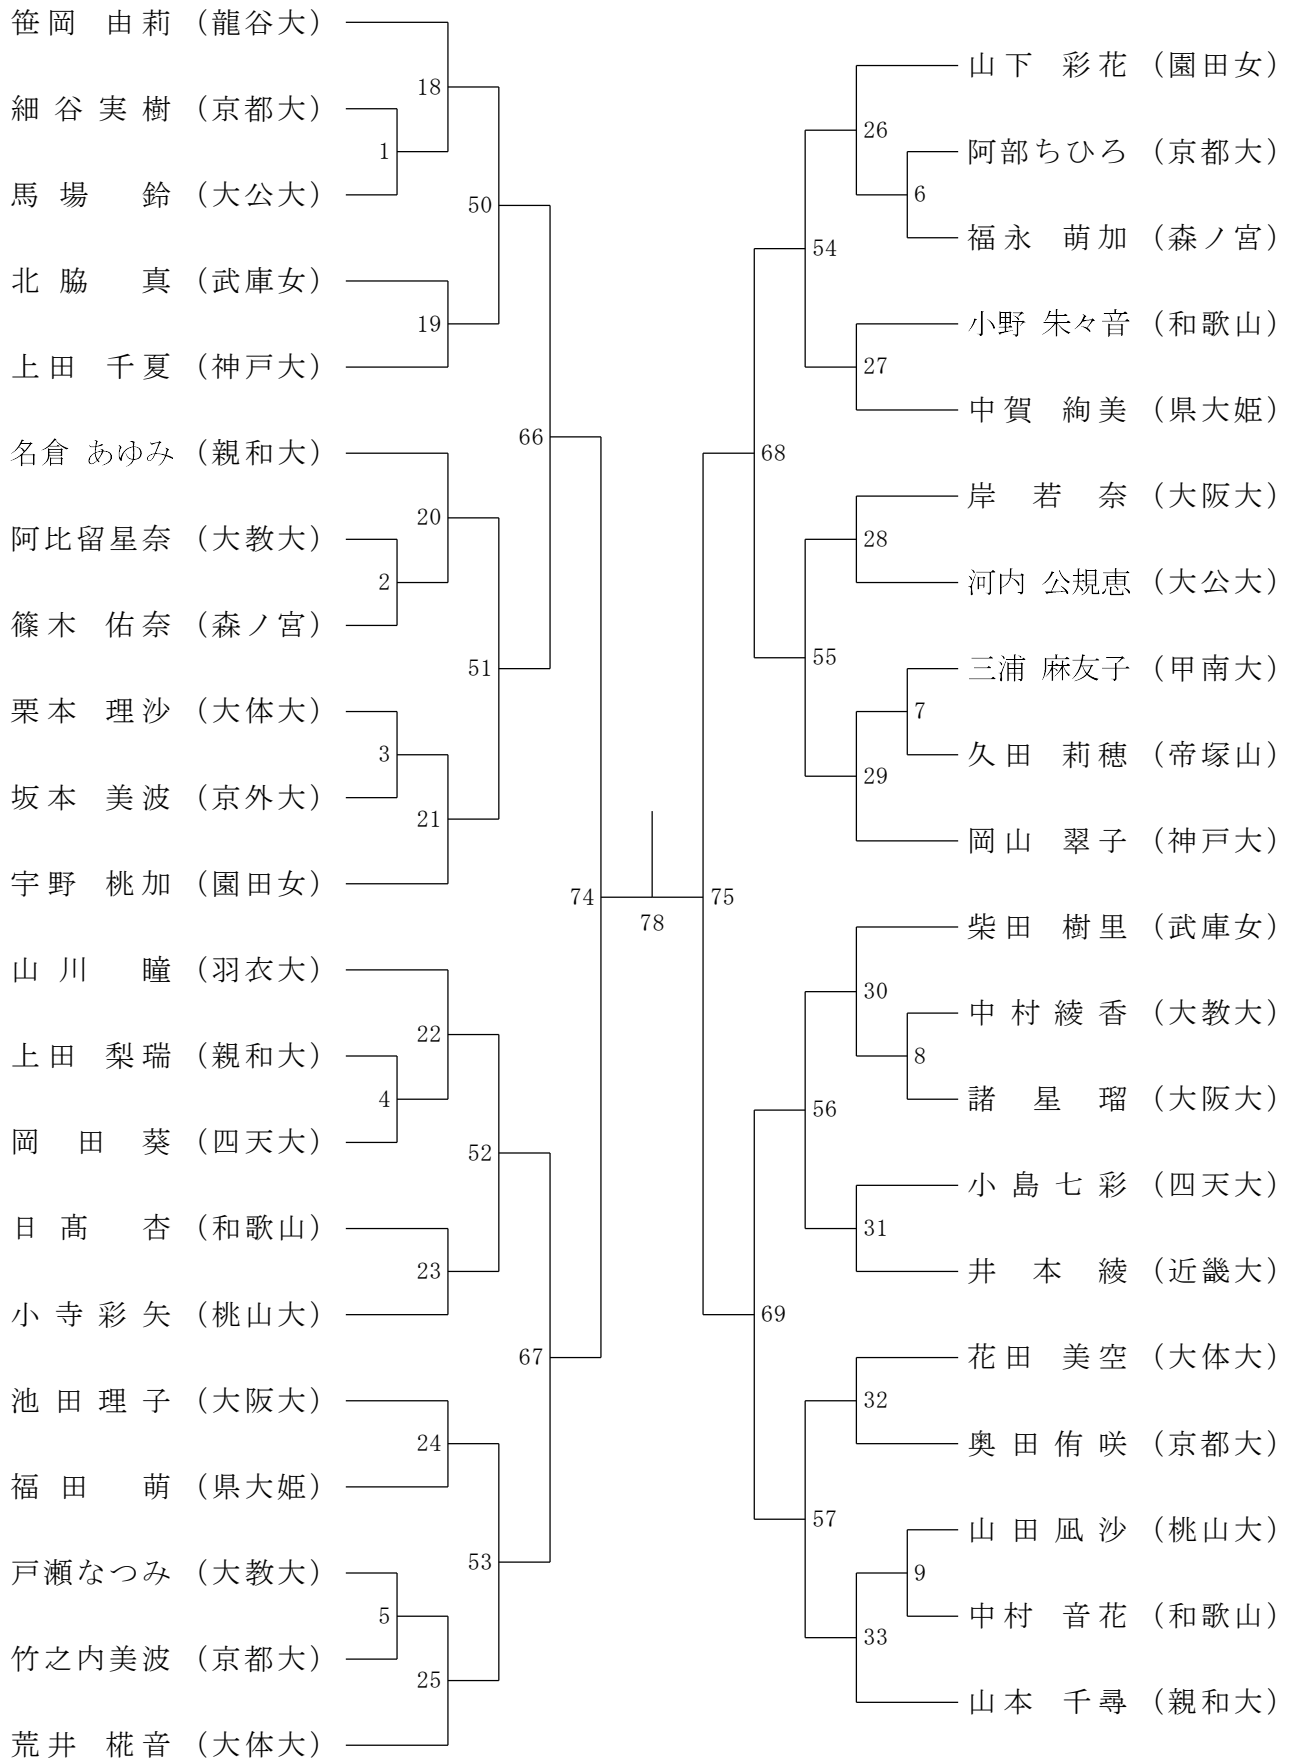 笹岡 由莉 (龍谷大)
18
細谷実樹 (京都大)
1
馬場 鈴 (大公大)
50
北脇 真 (武庫女)
19
上田 千夏 (神戸大)
66
名倉 あゆみ (親和大)
20
阿比留星奈 (大教大)
2
篠木 佑奈 (森ノ宮)
51
栗本 理沙 (大体大)
3
坂本 美波 (京外大)
21
宇野 桃加 (園田女)
74
山川 瞳 (羽衣大)
22
上田 梨瑞 (親和大)
4
岡田 葵 (四天大)
52
日髙 杏 (和歌山)
23
小寺彩矢 (桃山大)
67
池田理子 (大阪大)
24
福田 萌 (県大姫)
53
戸瀬なつみ (大教大)
5
竹之内美波 (京都大)
25
荒井 椛音 (大体大)
78
山下 彩花 (園田女)
26
阿部ちひろ (京都大)
6
福永 萌加 (森ノ宮)
54
小野 朱々音 (和歌山)
27
中賀 絢美 (県大姫)
68
岸 若奈 (大阪大)
28
河内 公規恵 (大公大)
55
三浦 麻友子 (甲南大)
7
久田 莉穂 (帝塚山)
29
岡山 翠子 (神戸大)
75
柴田 樹里 (武庫女)
30
中村綾香 (大教大)
8
諸星 瑠 (大阪大)
56
小島七彩 (四天大)
31
井本 綾 (近畿大)
69
花田 美空 (大体大)
32
奥田侑咲 (京都大)
57
山田凪沙 (桃山大)
9
中村 音花 (和歌山)
33
山本 千尋 (親和大)